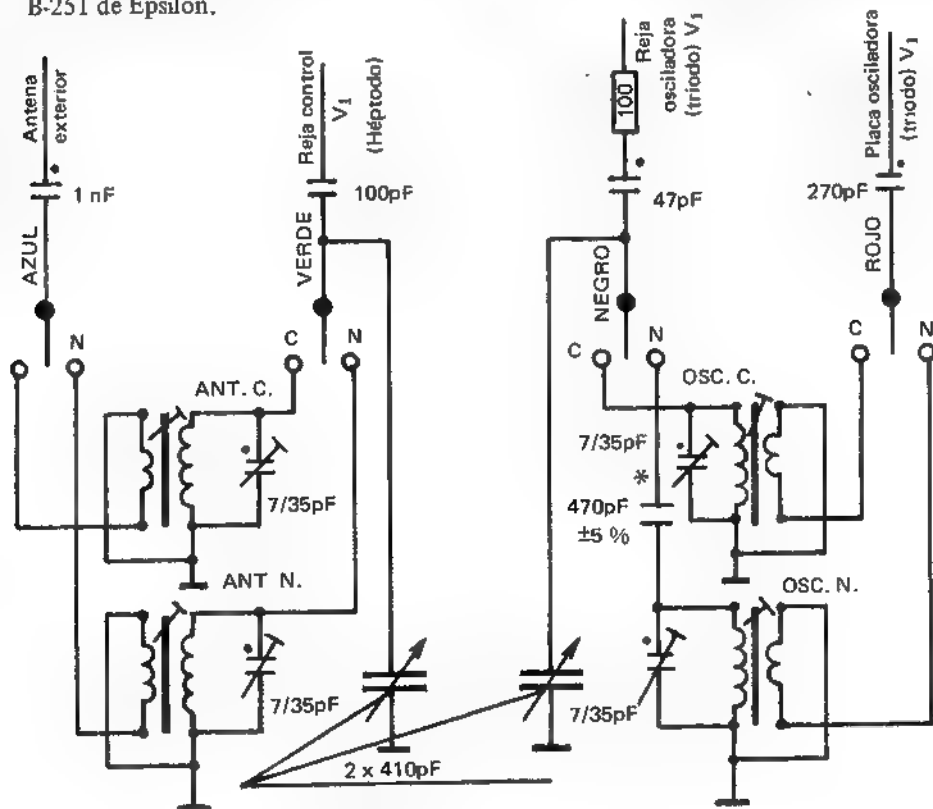 B-251 de Epsilon.
Antena
exterior
1 nF
AZUL
N
Reja control
V1
(Héptodo)
100pF
VERDE
C
N
100
Reja
osciladora
(triodo) V1
47pF
NEGRO
C
N
Placa osciladora
(triodo) V1
270pF
ROJO
C
N
ANT. C.
7/35pF
ANT N.
7/35pF
2 x 410pF
OSC. C.
7/35pF
*
470pF
±5 %
OSC. N.
7/35pF